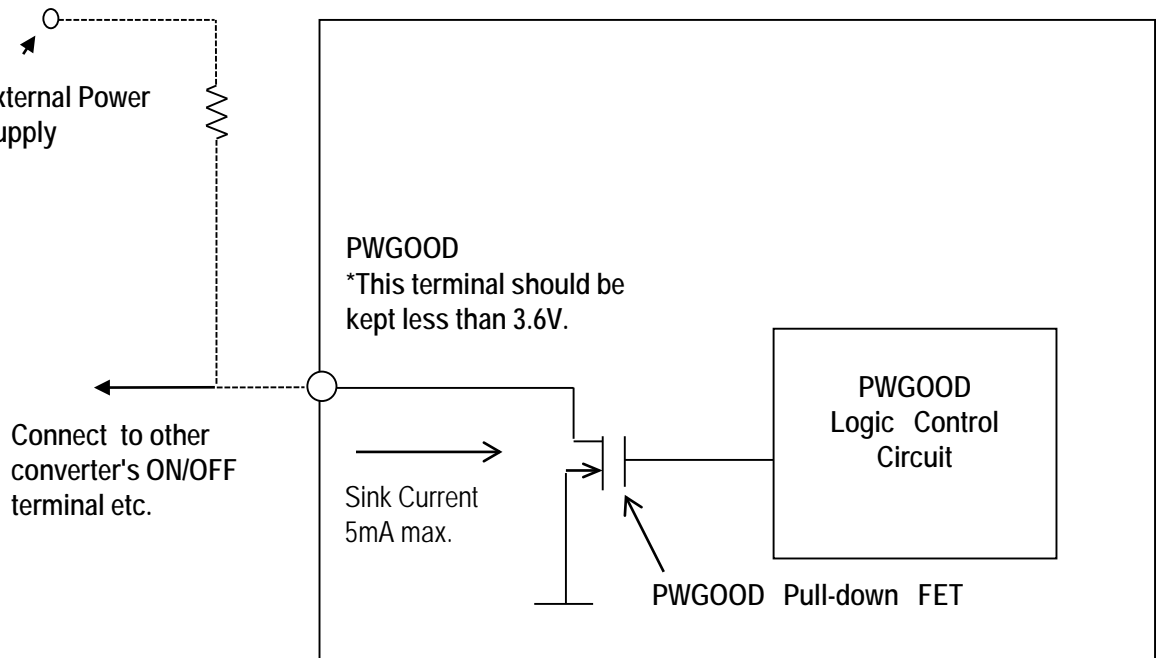 xternal Power
upply
PWGOOD
*This terminal should be
kept less than 3.6V.
PWGOOD
Logic Control
Circuit
Connect to other
converter's ON/OFF
terminal etc.
Sink Current
5mA max.
PWGOOD Pull-down FET